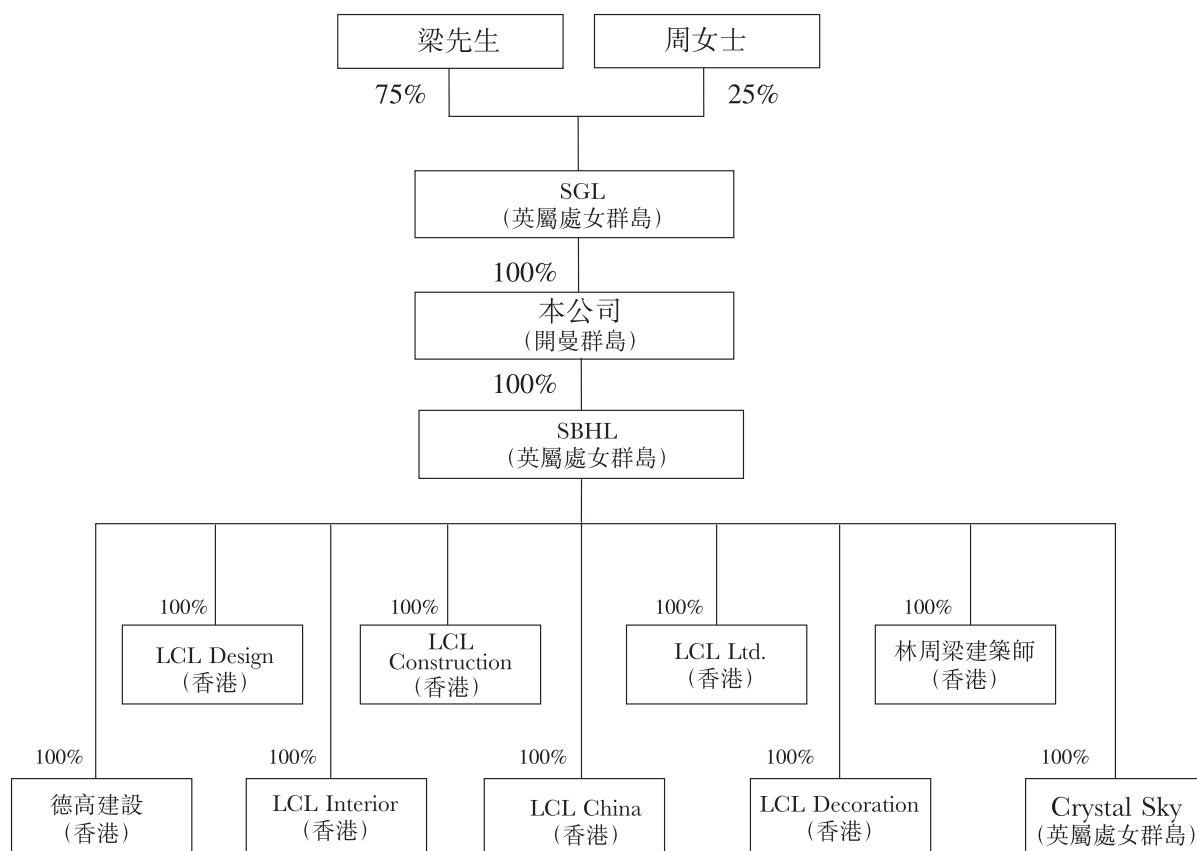 梁先生
周女士
75%
25%
SGL
(英屬處女群島)
100%
本公司
(開曼群島)
100%
SBHL
(英屬處女群島)
100%
LCL Design
(香港)
100%
LCL
Construction
(香港)
100%
LCL Ltd.
(香港)
100%
林周梁建築師
(香港)
100%
德高建設
(香港)
100%
LCL Interior
(香港)
100%
LCL China
(香港)
100%
LCL Decoration
(香港)
100%
Crystal Sky
(英屬處女群島)